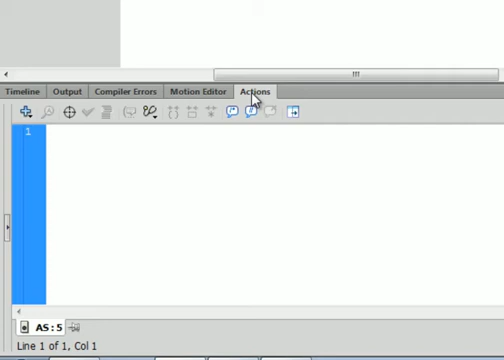 Timeline Output Compiler Errors Motion Editor Actions
1
AS: 5
Line 1 of 1, Col 1